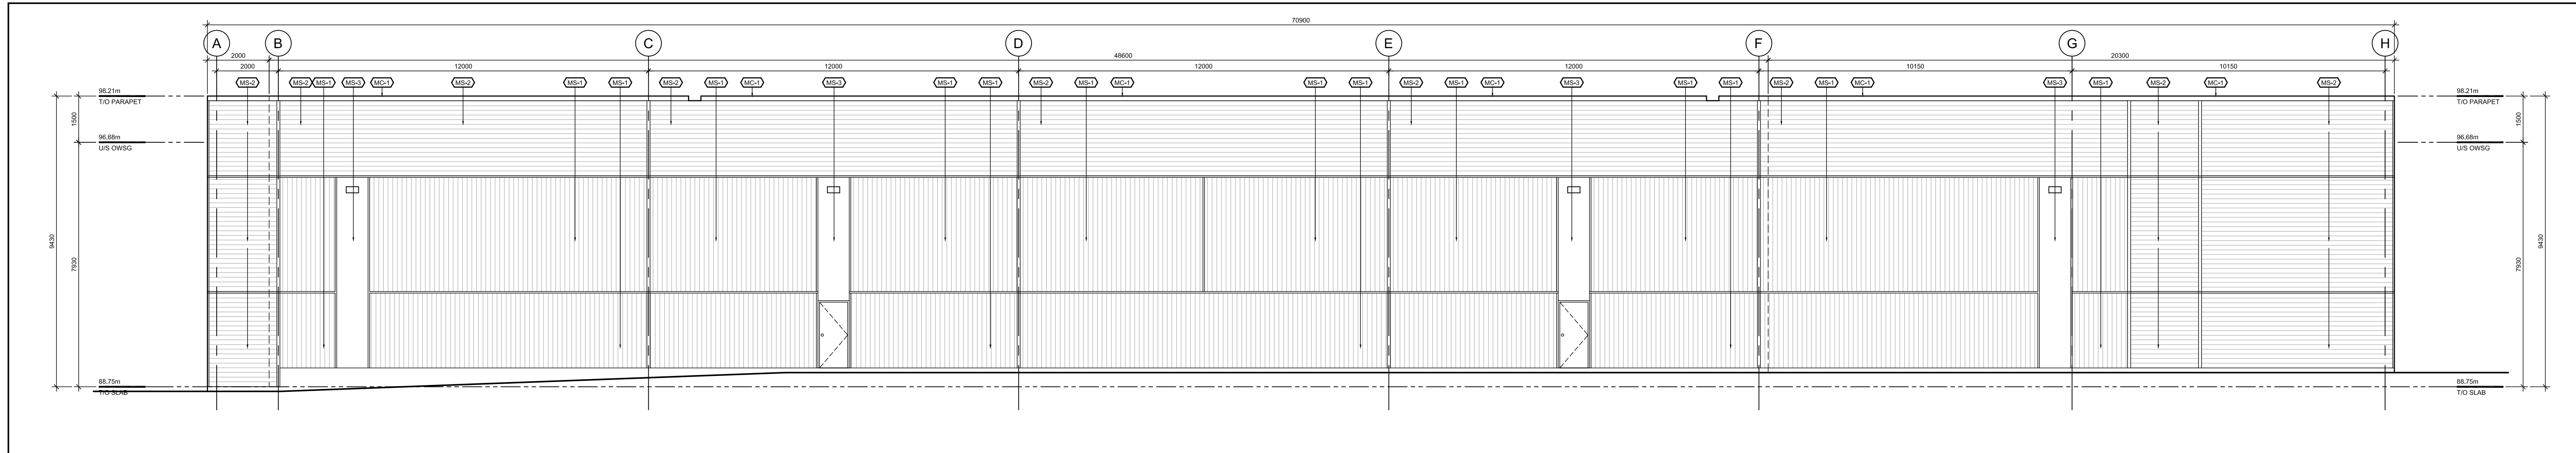 70900
A B C D E F G H
2000 48600 20300
2000 12000 12000 12000 12000 10150 10150
MS-2 MS-2 MS-1 MS-3 MC-1 MS-2 MS-1 MS-1 MS-2 MS-1 MC-1 MS-3 MS-1 MS-1 MS-2 MS-1 MC-1 MS-1 MS-1 MS-2 MS-1 MC-1 MS-3 MS-1 MS-1 MS-2 MS-1 MC-1 MS-3 MS-1 MS-2 MC-1 MS-2
98.21m 98.21m
T/O PARAPET T/O PARAPET
1500 1500
96.68m 96.68m
U/S OWSG U/S OWSG
9430 7930 7930 9430
88.75m 88.75m
T/O SLAB T/O SLAB